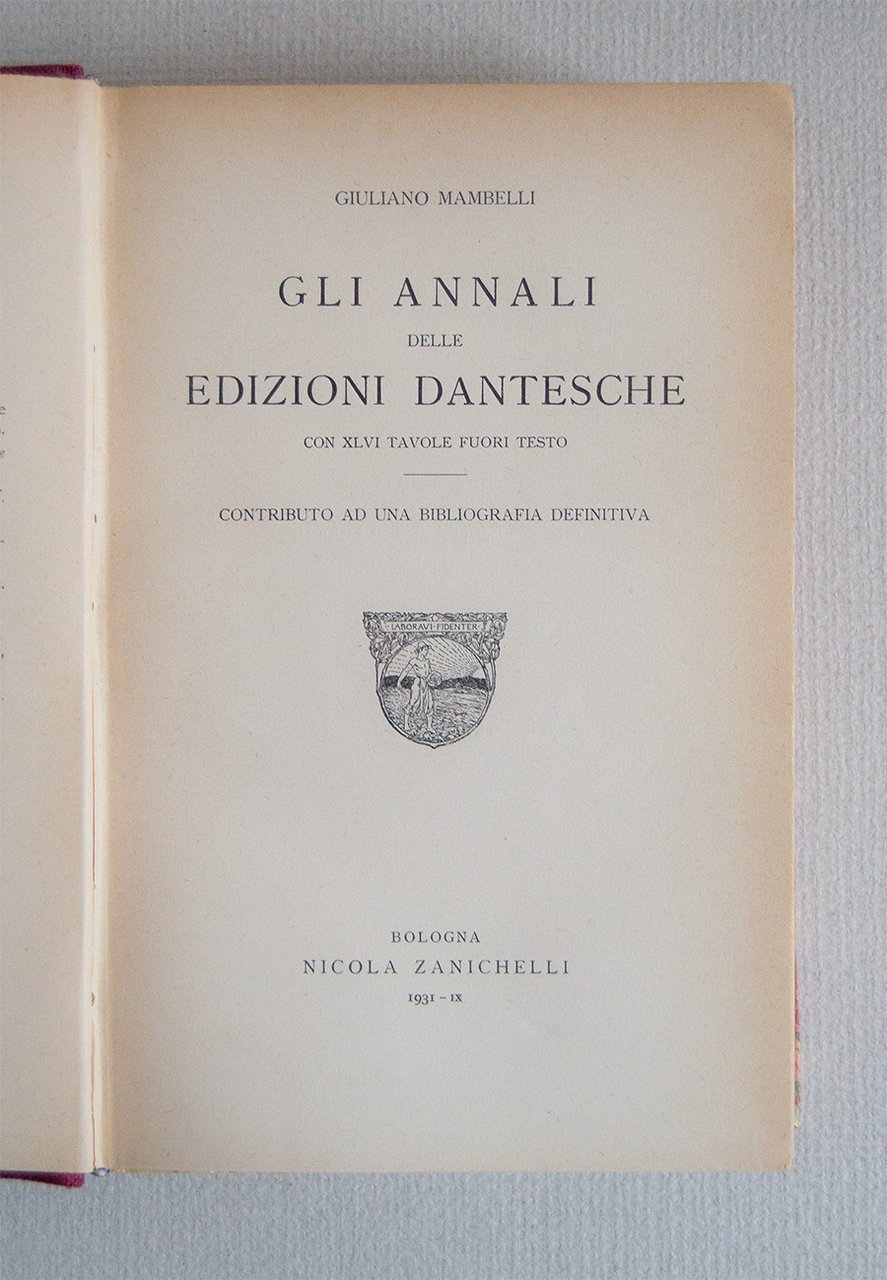 GIULIANO MAMBELLI
GLI ANNALI
DELLE
EDIZIONI DANTESCHE
CON XLVI TAVOLE FUORI TESTO
CONTRIBUTO AD UNA BIBLIOGRAFIA DEFINITIVA
LABORAVI · FIDENTER
BOLOGNA
NICOLA ZANICHELLI
1931 - IX